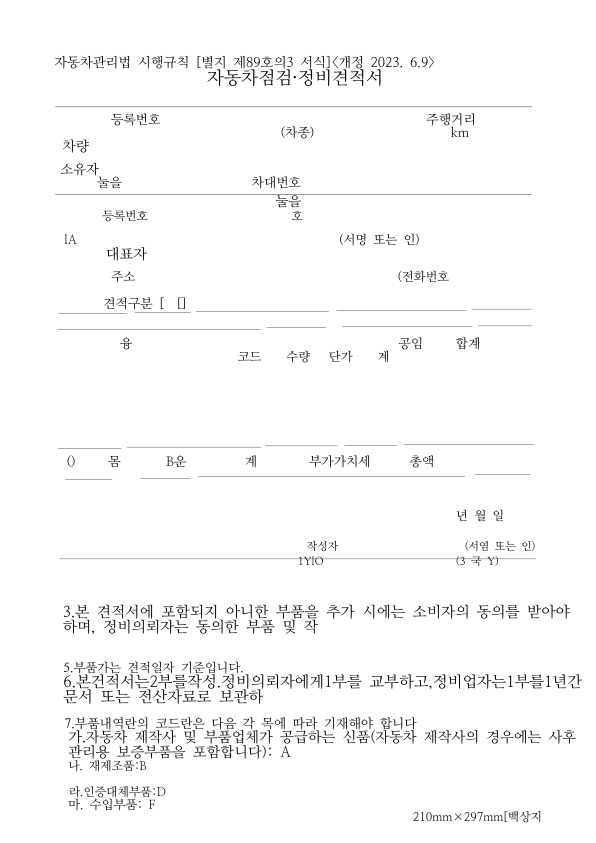 자동차관리법 시행규칙 [별지 제89호의3 서식]<개정 2023. 6.9>
자동차점검·정비견적서
등록번호 (차종) 주행거리
km
차량
소유자
눌을 차대번호
눌을
등록번호 호
lA (서명 또는 인)
대표자
주소 (전화번호
견적구분 [ []
융 코드 수량 단가 계 공임 합계
() 몸 B운 계 부가가치세 총액
년 월 일
작성자 (서염 또는 인)
1YlO (3 국 Y)
3.본 견적서에 포함되지 아니한 부품을 추가 시에는 소비자의 동의를 받아야
하며, 정비의뢰자는 동의한 부품 및 작
5.부품가는 견적일자 기준입니다.
6.본견적서는2부를작성.정비의뢰자에게1부를 교부하고,정비업자는1부를1년간
문서 또는 전산자료로 보관하
7.부품내역란의 코드란은 다음 각 목에 따라 기재해야 합니다
가.자동차 제작사 및 부품업체가 공급하는 신품(자동차 제작사의 경우에는 사후
관리용 보증부품을 포함합니다): A
나. 재제조품:B
라.인증대체부품:D
마. 수입부품: F
210mm×297mm[백상지